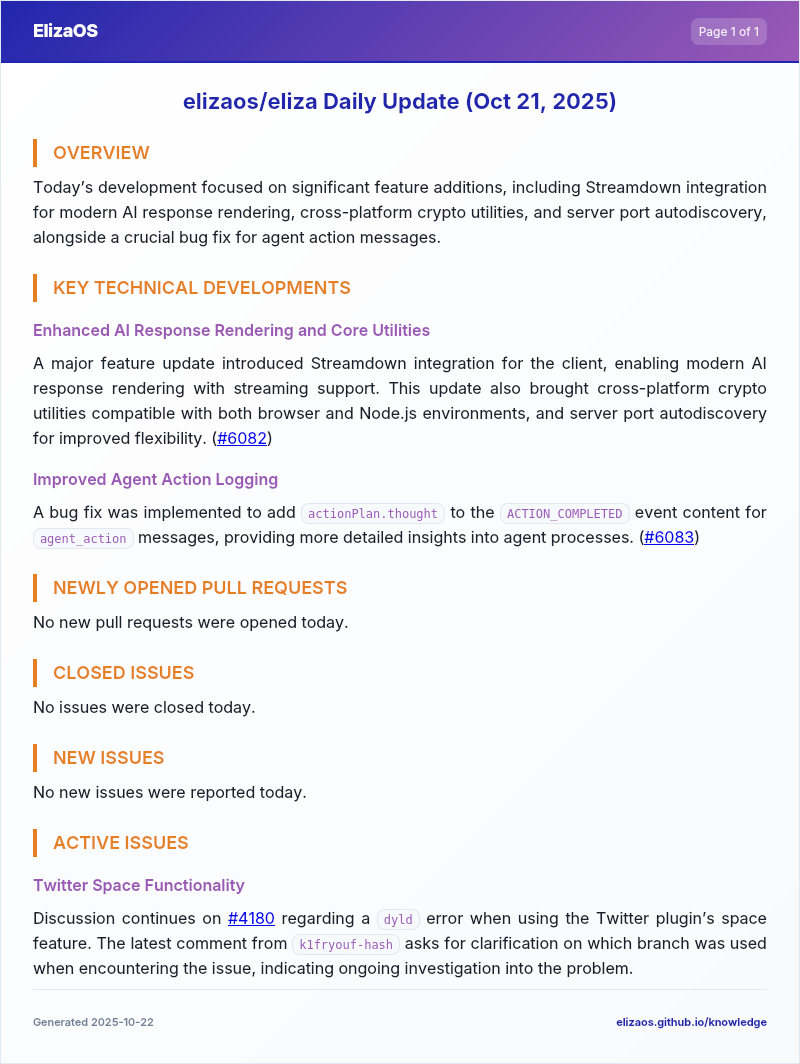 ElizaOS
Page 1 of 1
elizaos/eliza Daily Update (Oct 21, 2025)
OVERVIEW
Today’s development focused on significant feature additions, including Streamdown integration
for modern AI response rendering, cross-platform crypto utilities, and server port autodiscovery,
alongside a crucial bug fix for agent action messages.
KEY TECHNICAL DEVELOPMENTS
Enhanced AI Response Rendering and Core Utilities
A major feature update introduced Streamdown integration for the client, enabling modern AI
response rendering with streaming support. This update also brought cross-platform crypto
utilities compatible with both browser and Node.js environments, and server port autodiscovery
for improved flexibility. (#6082)
Improved Agent Action Logging
A bug fix was implemented to add actionPlan.thought to the ACTION_COMPLETED event content for
agent_action messages, providing more detailed insights into agent processes. (#6083)
NEWLY OPENED PULL REQUESTS
No new pull requests were opened today.
CLOSED ISSUES
No issues were closed today.
NEW ISSUES
No new issues were reported today.
ACTIVE ISSUES
Twitter Space Functionality
Discussion continues on #4180 regarding a dyld error when using the Twitter plugin’s space
feature. The latest comment from k1fryouf-hash asks for clarification on which branch was used
when encountering the issue, indicating ongoing investigation into the problem.
Generated 2025-10-22
elizaos.github.io/knowledge